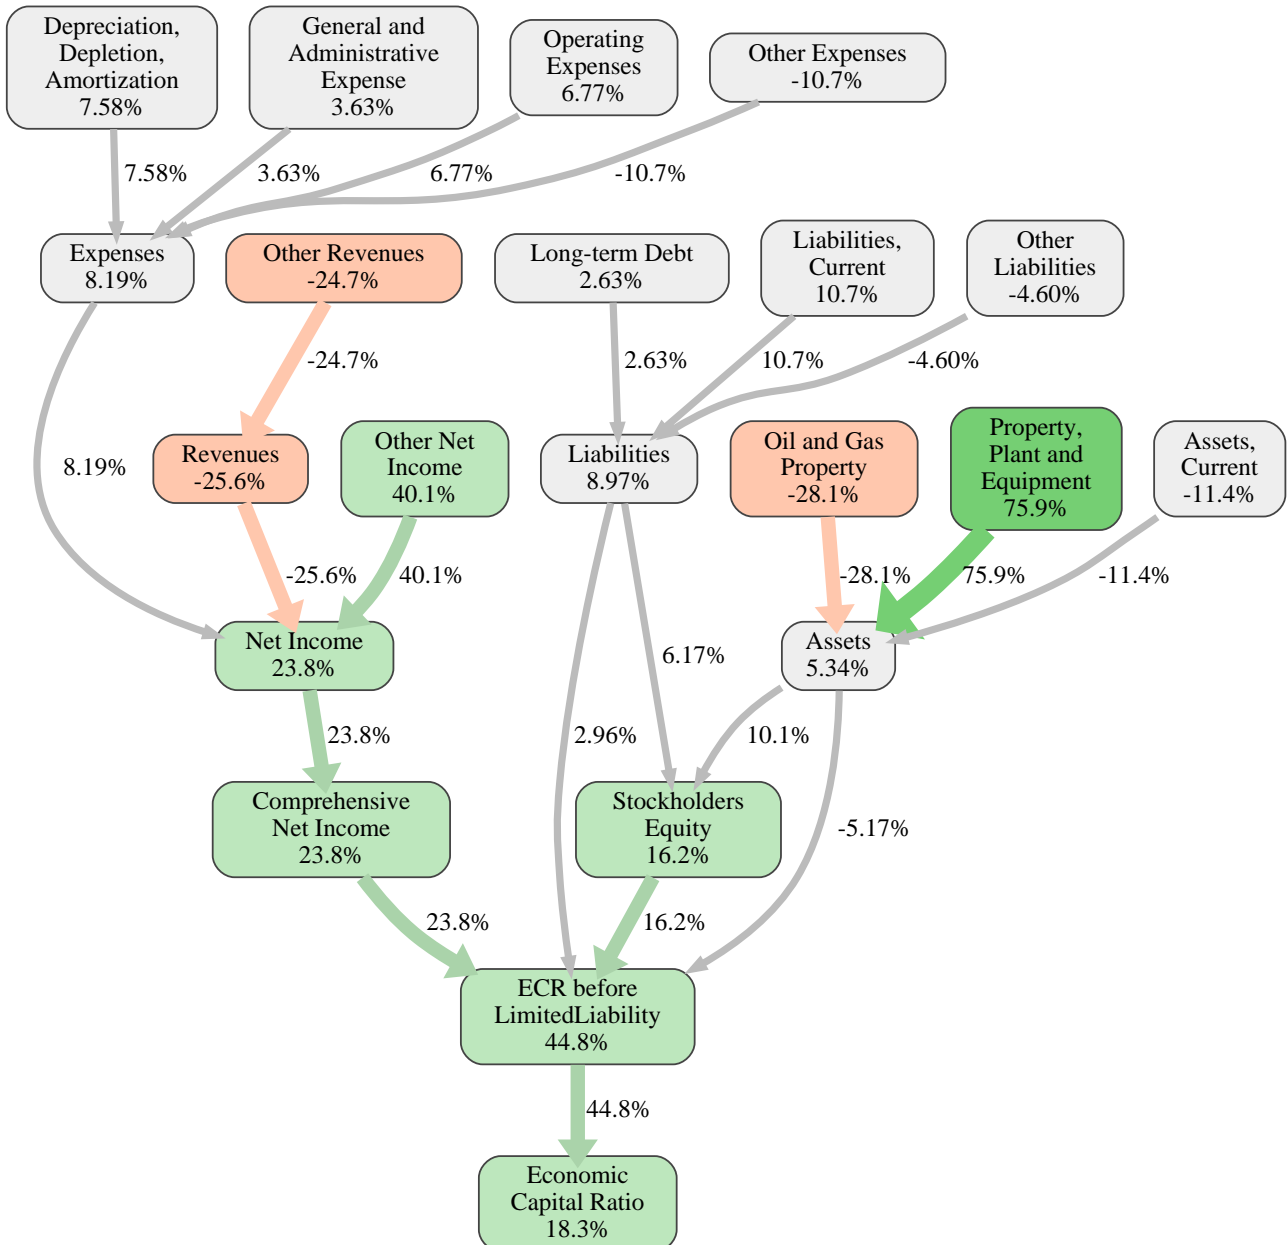 Depreciation,
Depletion,
Amortization
7.58%
General and
Administrative
Expense
3.63%
Operating
Expenses
6.77%
Other Expenses
-10.7%
7.58%
3.63%
6.77%
-10.7%
Expenses
8.19%
Other Revenues
-24.7%
Long-term Debt
2.63%
Liabilities,
Current
10.7%
Other
Liabilities
-4.60%
-24.7%
2.63%
10.7%
-4.60%
8.19%
Revenues
-25.6%
Other Net
Income
40.1%
Liabilities
8.97%
Oil and Gas
Property
-28.1%
Property,
Plant and
Equipment
75.9%
Assets,
Current
-11.4%
-25.6%
40.1%
-28.1%
75.9%
-11.4%
Net Income
23.8%
6.17%
Assets
5.34%
23.8%
2.96%
10.1%
Comprehensive
Net Income
23.8%
Stockholders
Equity
16.2%
-5.17%
23.8%
16.2%
ECR before
LimitedLiability
44.8%
44.8%
Economic
Capital Ratio
18.3%